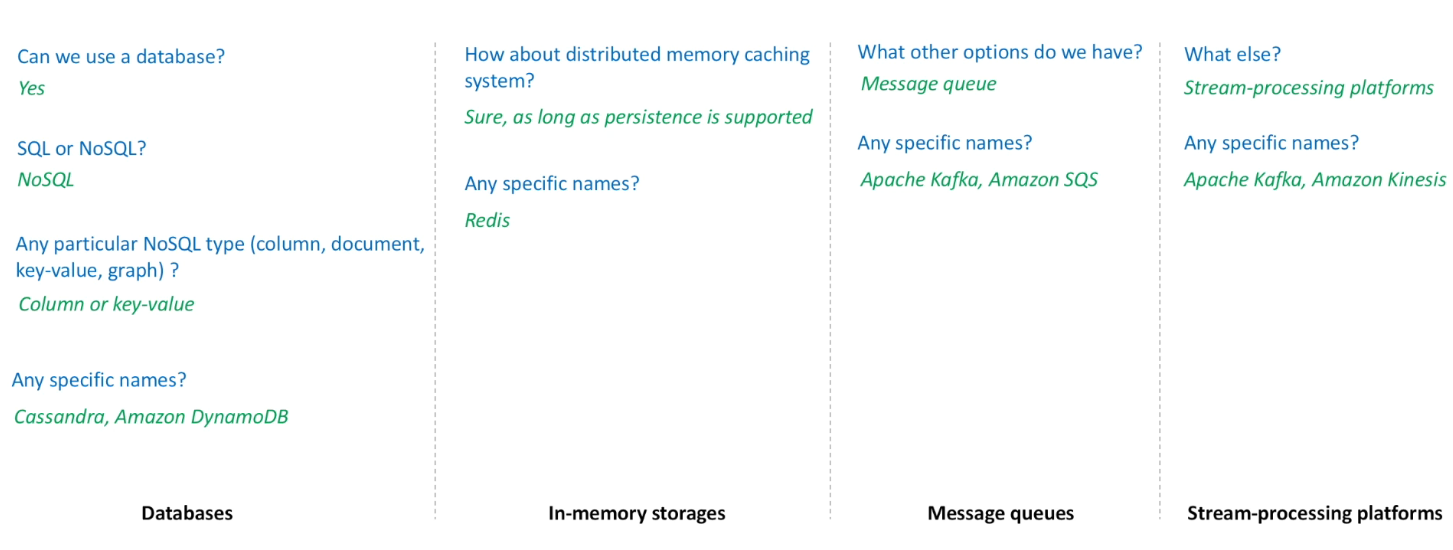 Can we use a database?
Yes
SQL or NoSQL?
NoSQL
Any particular NoSQL type (column, document,
key-value, graph) ?
Column or key-value
Any specific names?
Cassandra, Amazon DynamoDB
Databases
How about distributed memory caching
system?
Sure, as long as persistence is supported
Any specific names?
Redis
In-memory storages
What other options do we have?
Message queue
Any specific names?
Apache Kafka, Amazon SQS
Message queues
What else?
Stream-processing platforms
Any specific names?
Apache Kafka, Amazon Kinesis
Stream-processing platforms